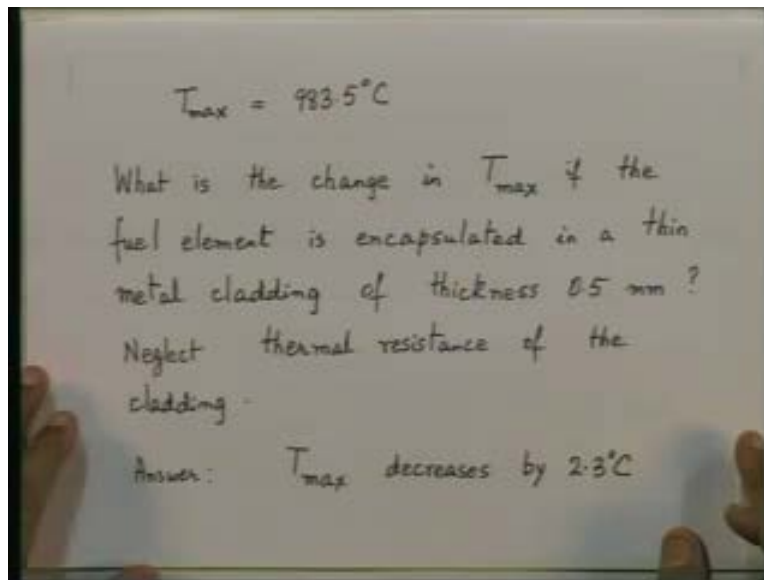 Tmax = 983.5°C
What is the change in Tmax if the
fuel element is encapsulated in a thin
metal cladding of thickness 0.5 mm ?
Neglect thermal resistance of the
cladding.
Answer: Tmax decreases by 2.3°C